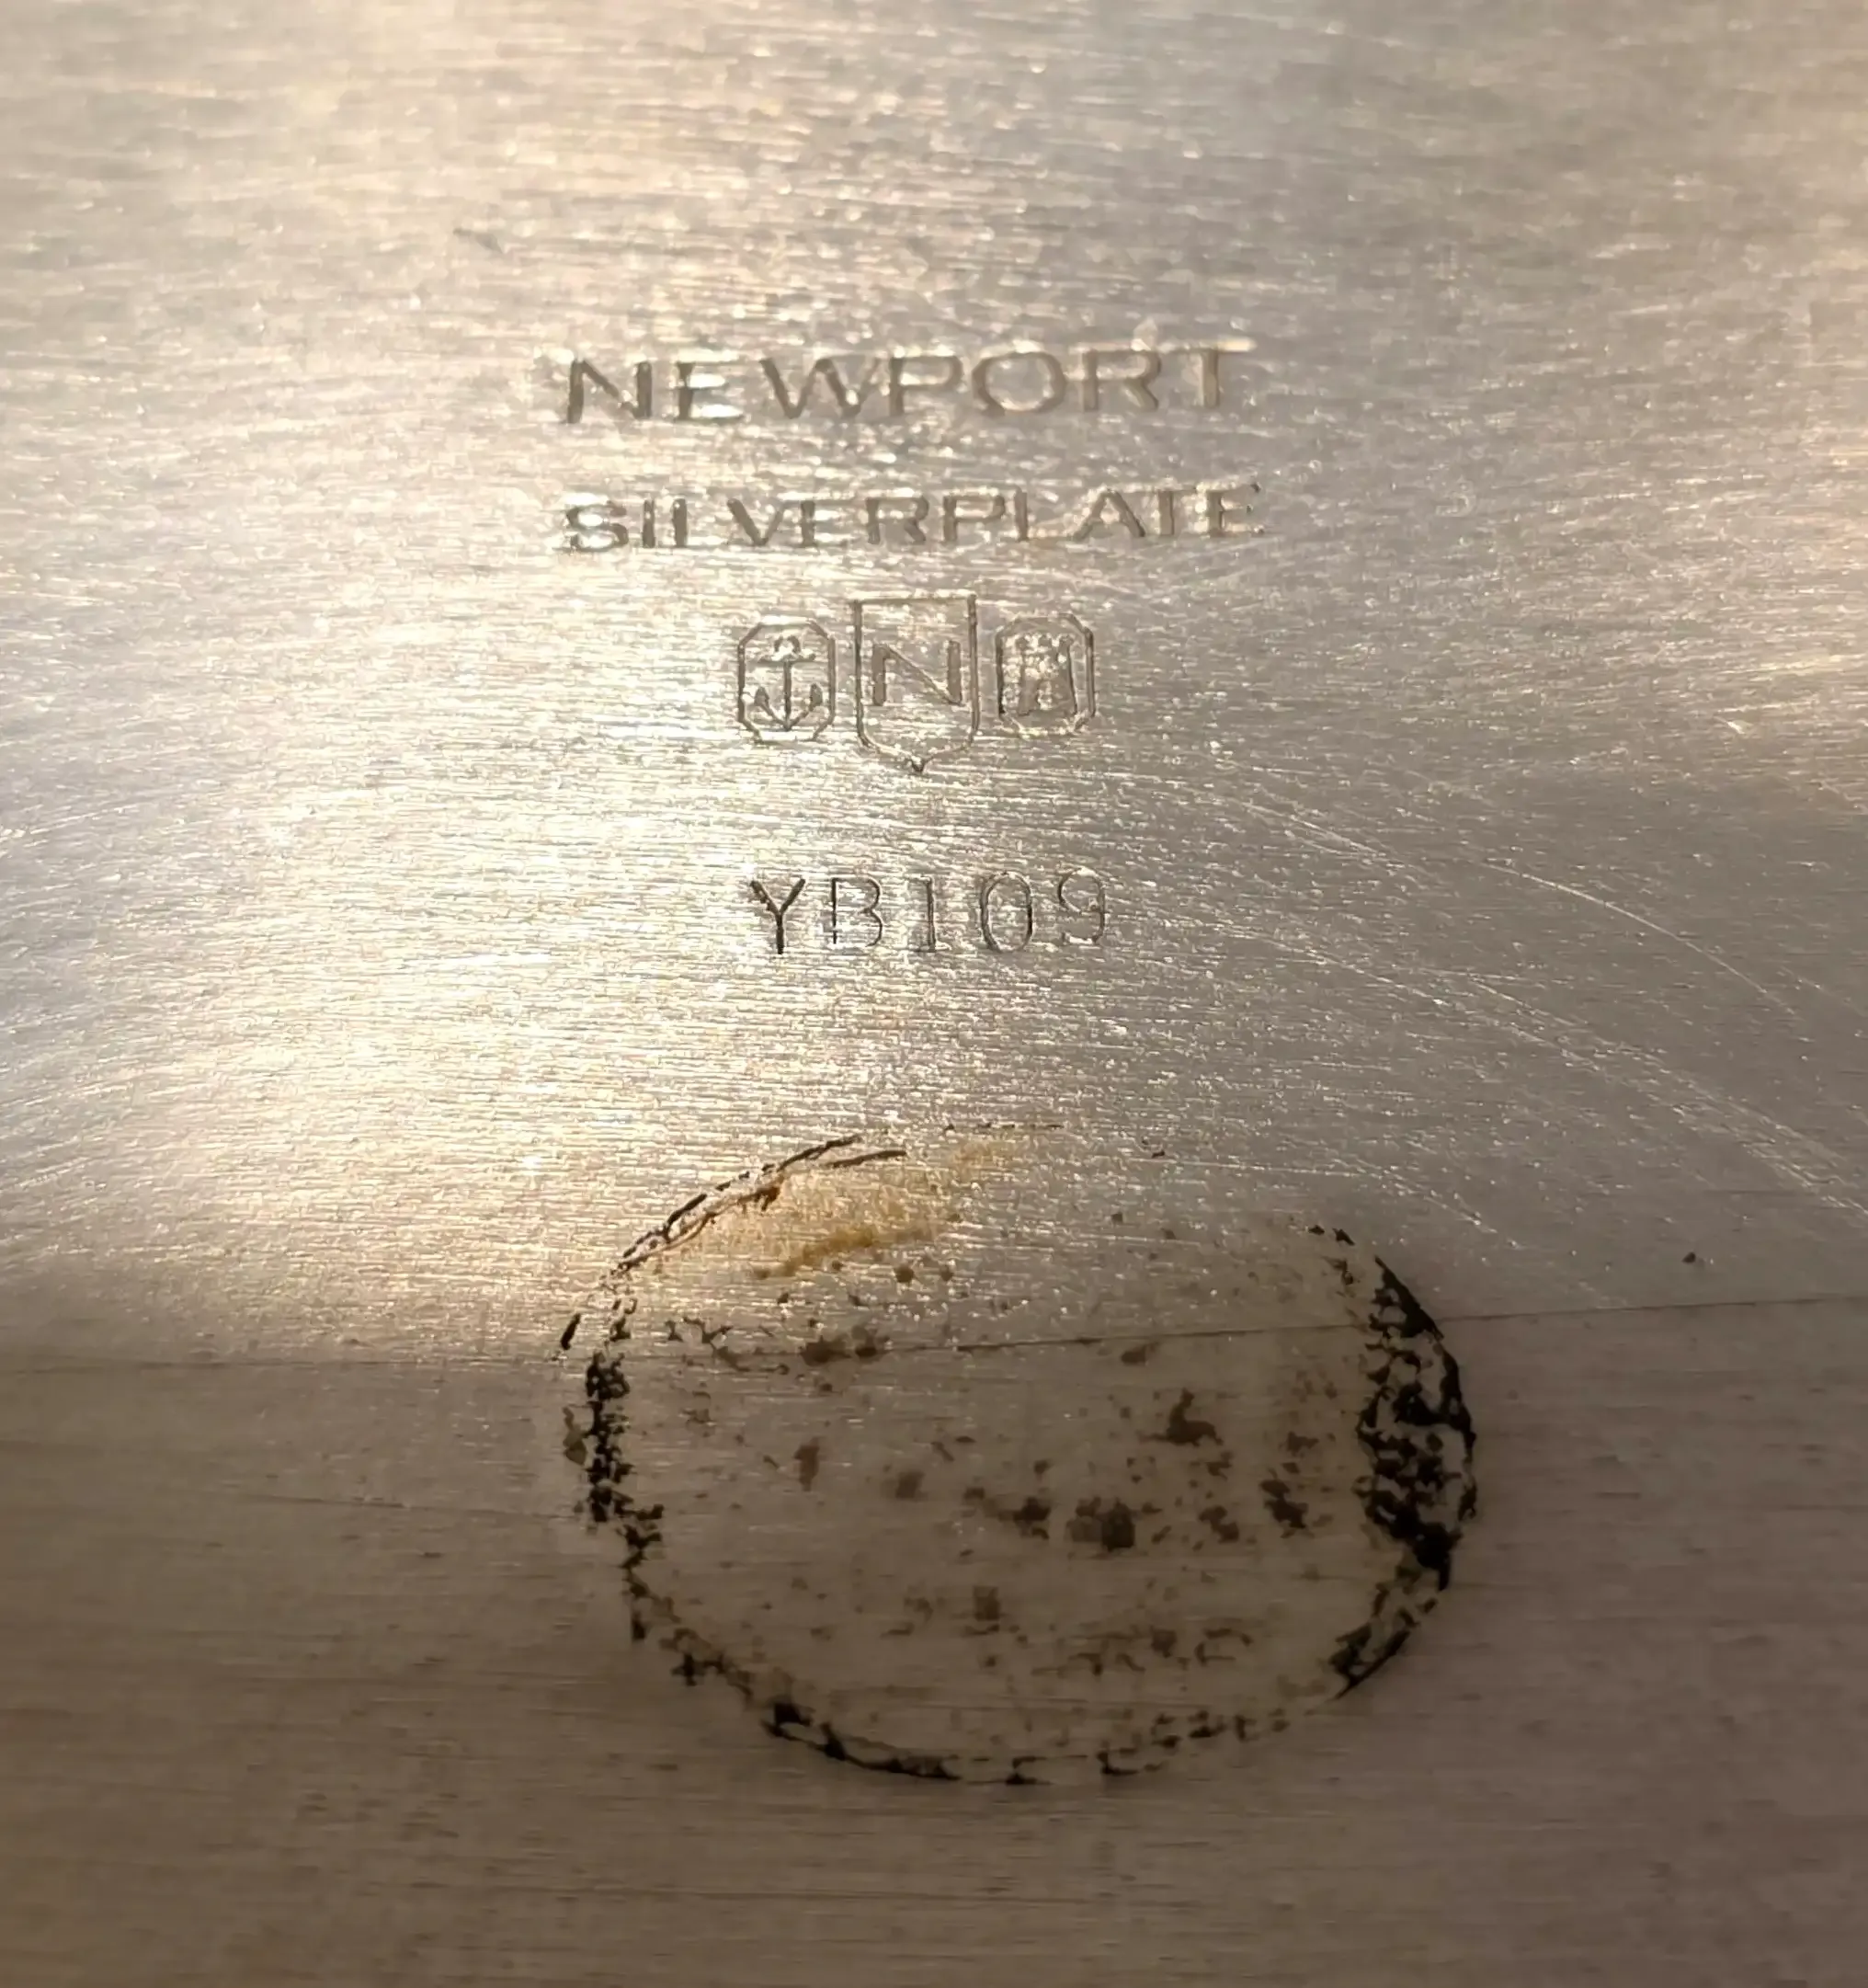 NEWPORT
SILVERPLATE
N
YB109